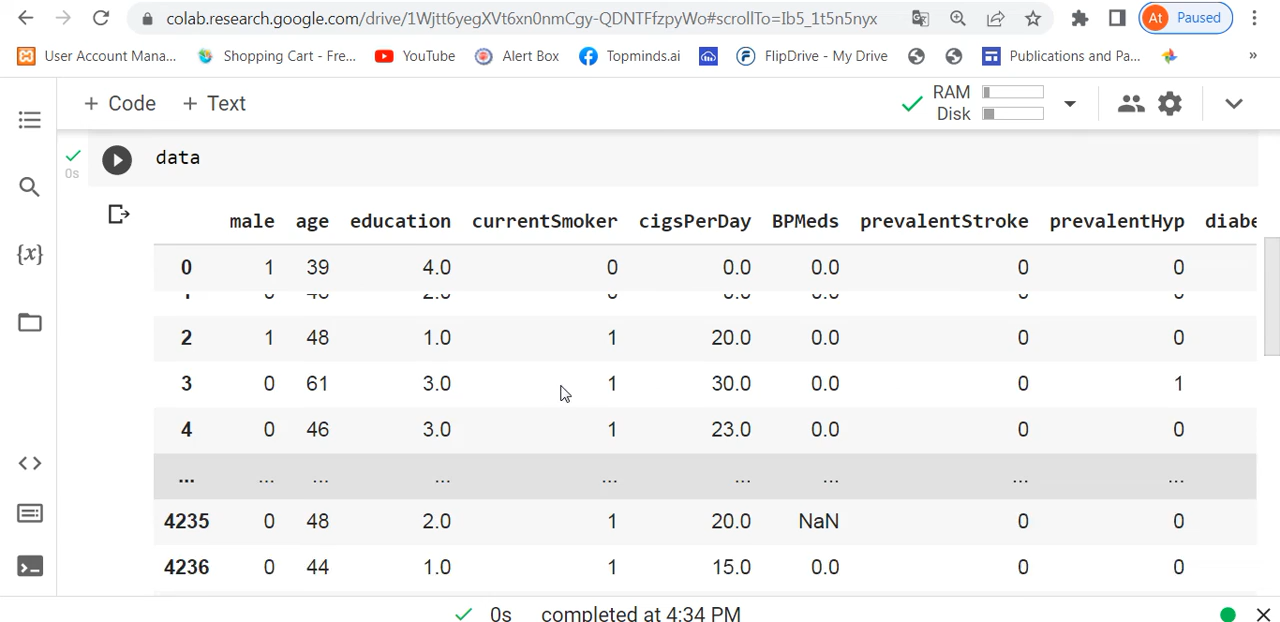 colab.research.google.com/drive/1Wjtt6yegXVt6xn0nmCgy-QDNTFfzpyWo#scrollTo=Ib5_1t5n5nyx At Paused
User Account Mana... Shopping Cart - Fre... YouTube Alert Box Topminds.ai FlipDrive - My Drive Publications and Pa... »
+ Code + Text RAM
Disk
data
0s
male age education currentSmoker cigsPerDay BPMeds prevalentStroke prevalentHyp diabe
0 1 39 4.0 0 0.0 0.0 0 0
2 1 48 1.0 1 20.0 0.0 0 0
3 0 61 3.0 1 30.0 0.0 0 1
4 0 46 3.0 1 23.0 0.0 0 0
... ... ... ... ... ... ... ... ...
4235 0 48 2.0 1 20.0 NaN 0 0
4236 0 44 1.0 1 15.0 0.0 0 0
0s completed at 4:34 PM